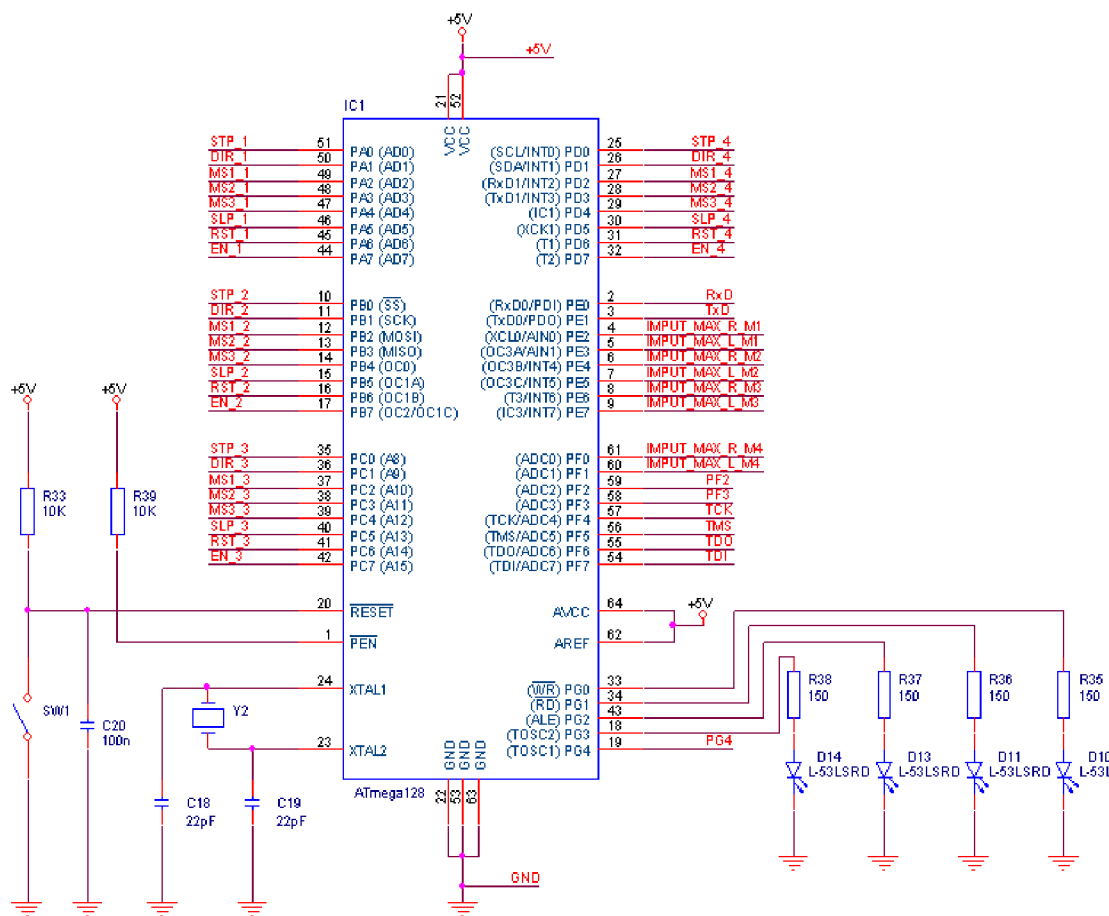 +5V
+5V
21
52
IC1
VCC
VCC
STP_1 51 PA0 (AD0)
DIR_1 50 PA1 (AD1)
MS1_1 49 PA2 (AD2)
MS2_1 48 PA3 (AD3)
MS3_1 47 PA4 (AD4)
SLP_1 46 PA5 (AD5)
RST_1 45 PA6 (AD6)
EN_1 44 PA7 (AD7)
(SCL/INT0) PD0 25 STP_4
(SDA/INT1) PD1 26 DIR_4
(RxD1/INT2) PD2 27 MS1_4
(TxD1/INT3) PD3 28 MS2_4
(IC1) PD4 29 MS3_4
(XCK1) PD5 30 SLP_4
(T1) PD6 31 RST_4
(T2) PD7 32 EN_4
STP_2 10 PB0 (SS)
DIR_2 11 PB1 (SCK)
MS1_2 12 PB2 (MOSI)
MS2_2 13 PB3 (MISO)
MS3_2 14 PB4 (OC0)
SLP_2 15 PB5 (OC1A)
RST_2 16 PB6 (OC1B)
EN_2 17 PB7 (OC2/OC1C)
(RxD0/PDI) PE0 2 RxD
(TxD0/PDO) PE1 3 TxD
(XCL0/AIN0) PE2 4 IMPUT_MAX_R_M1
(OC3A/AIN1) PE3 5 IMPUT_MAX_L_M1
(OC3B/INT4) PE4 6 IMPUT_MAX_R_M2
(OC3C/INT5) PE5 7 IMPUT_MAX_L_M2
(T3/INT6) PE6 8 IMPUT_MAX_R_M3
(IC3/INT7) PE7 9 IMPUT_MAX_L_M3
+5V
+5V
STP_3 35 PC0 (A8)
DIR_3 36 PC1 (A9)
MS1_3 37 PC2 (A10)
MS2_3 38 PC3 (A11)
MS3_3 39 PC4 (A12)
SLP_3 40 PC5 (A13)
RST_3 41 PC6 (A14)
EN_3 42 PC7 (A15)
(ADC0) PF0 61 IMPUT_MAX_R_M4
(ADC1) PF1 60 IMPUT_MAX_L_M4
(ADC2) PF2 59 PF2
(ADC3) PF3 58 PF3
(TCK/ADC4) PF4 57 TCK
(TMS/ADC5) PF5 56 TMS
(TDO/ADC6) PF6 55 TDO
(TDI/ADC7) PF7 54 TDI
R33
10K
R39
10K
20 RESET
1 PEN
AVCC 64
AREF 62
+5V
24 XTAL1
23 XTAL2
(WR) PG0 33
(RD) PG1 34
(ALE) PG2 43
(TOSC2) PG3 18
(TOSC1) PG4 19 PG4
R38
150
R37
150
R36
150
R35
150
SW1
C20
100n
Y2
C18
22pF
C19
22pF
GND
GND
GND
22
53
63
ATmega128
D14
L-53LSRD
D13
L-53LSRD
D11
L-53LSRD
D10
L-53L
GND